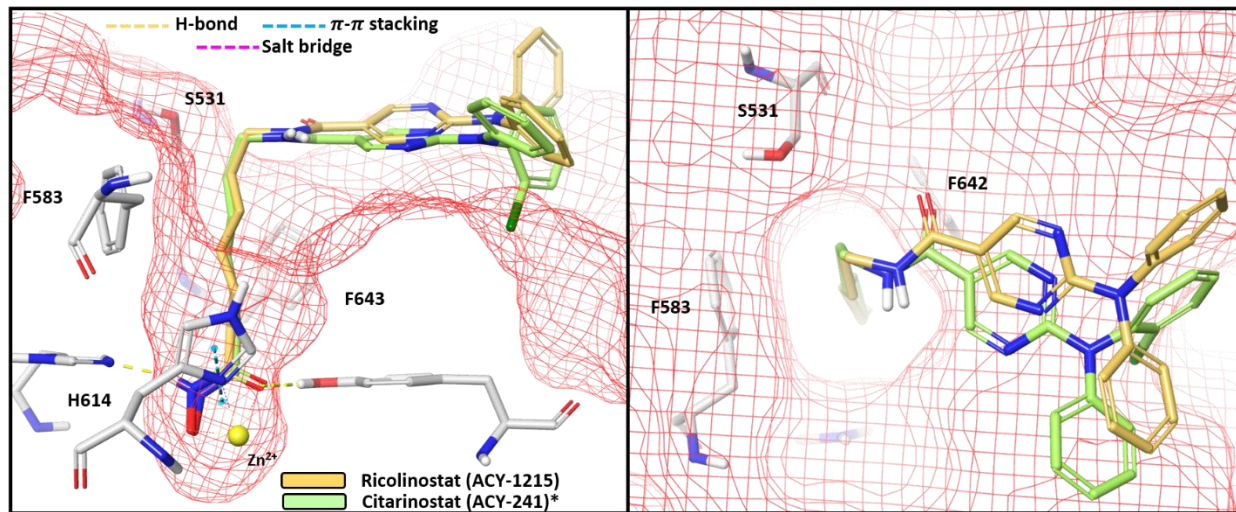 H-bond π-π stacking
Salt bridge
S531
F583
F643
H614
Zn²⁺
Ricolinostat (ACY-1215)
Citarinostat (ACY-241)*
S531
F642
F583